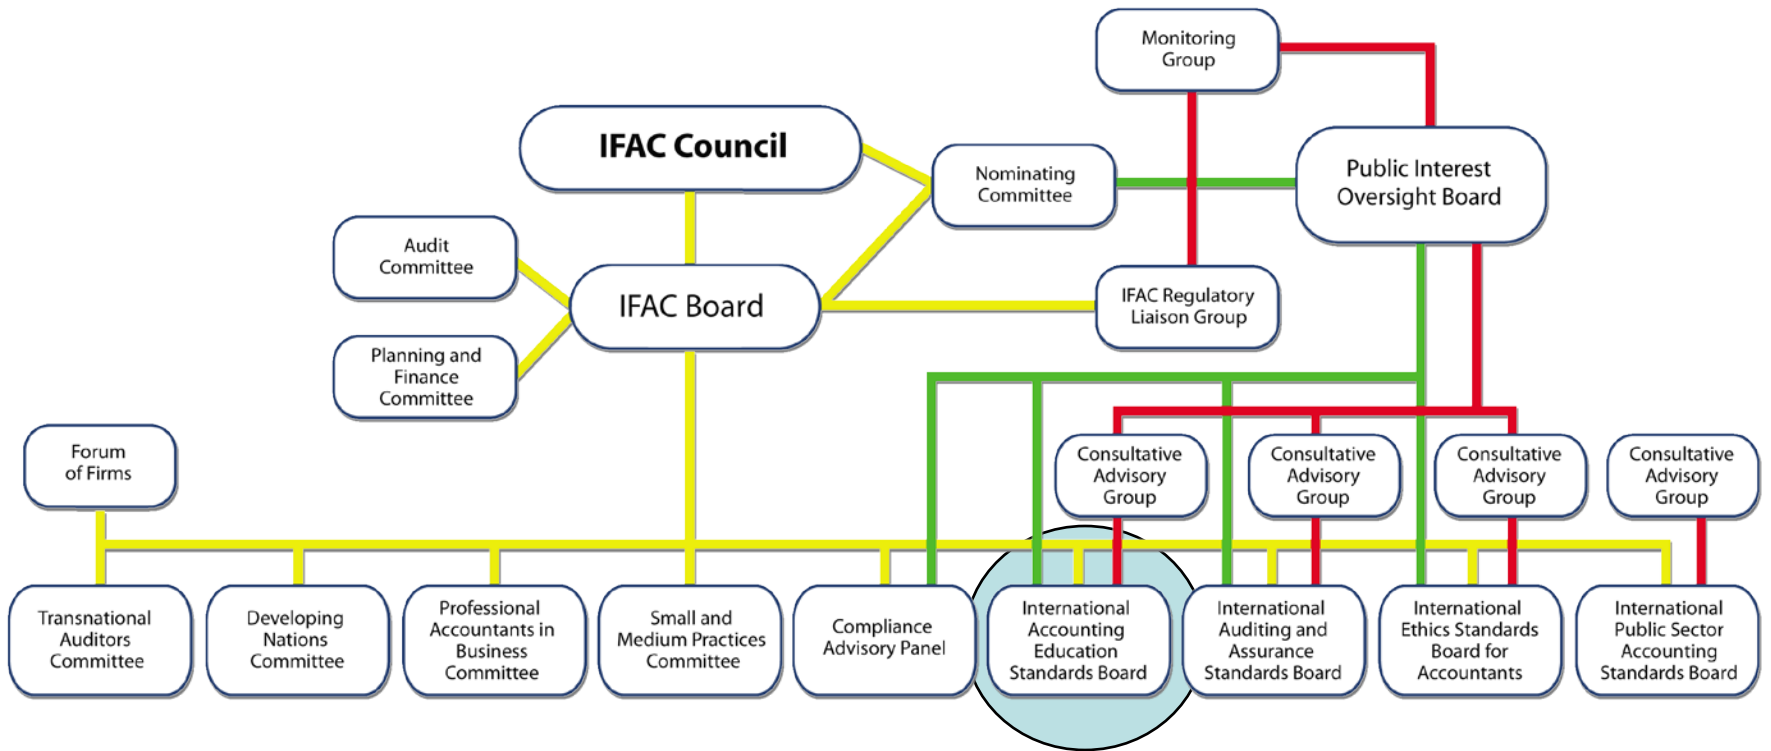 Monitoring
Group
IFAC Council
Nominating
Committee
Public Interest
Oversight Board
Audit
Committee
IFAC Board
IFAC Regulatory
Liaison Group
Planning and
Finance
Committee
Forum
of Firms
Consultative
Advisory
Group
Consultative
Advisory
Group
Consultative
Advisory
Group
Consultative
Advisory
Group
Transnational
Auditors
Committee
Developing
Nations
Committee
Professional
Accountants in
Business
Committee
Small and
Medium Practices
Committee
Compliance
Advisory Panel
International
Accounting
Education
Standards Board
International
Auditing and
Assurance
Standards Board
International
Ethics Standards
Board for
Accountants
International
Public Sector
Accounting
Standards Board